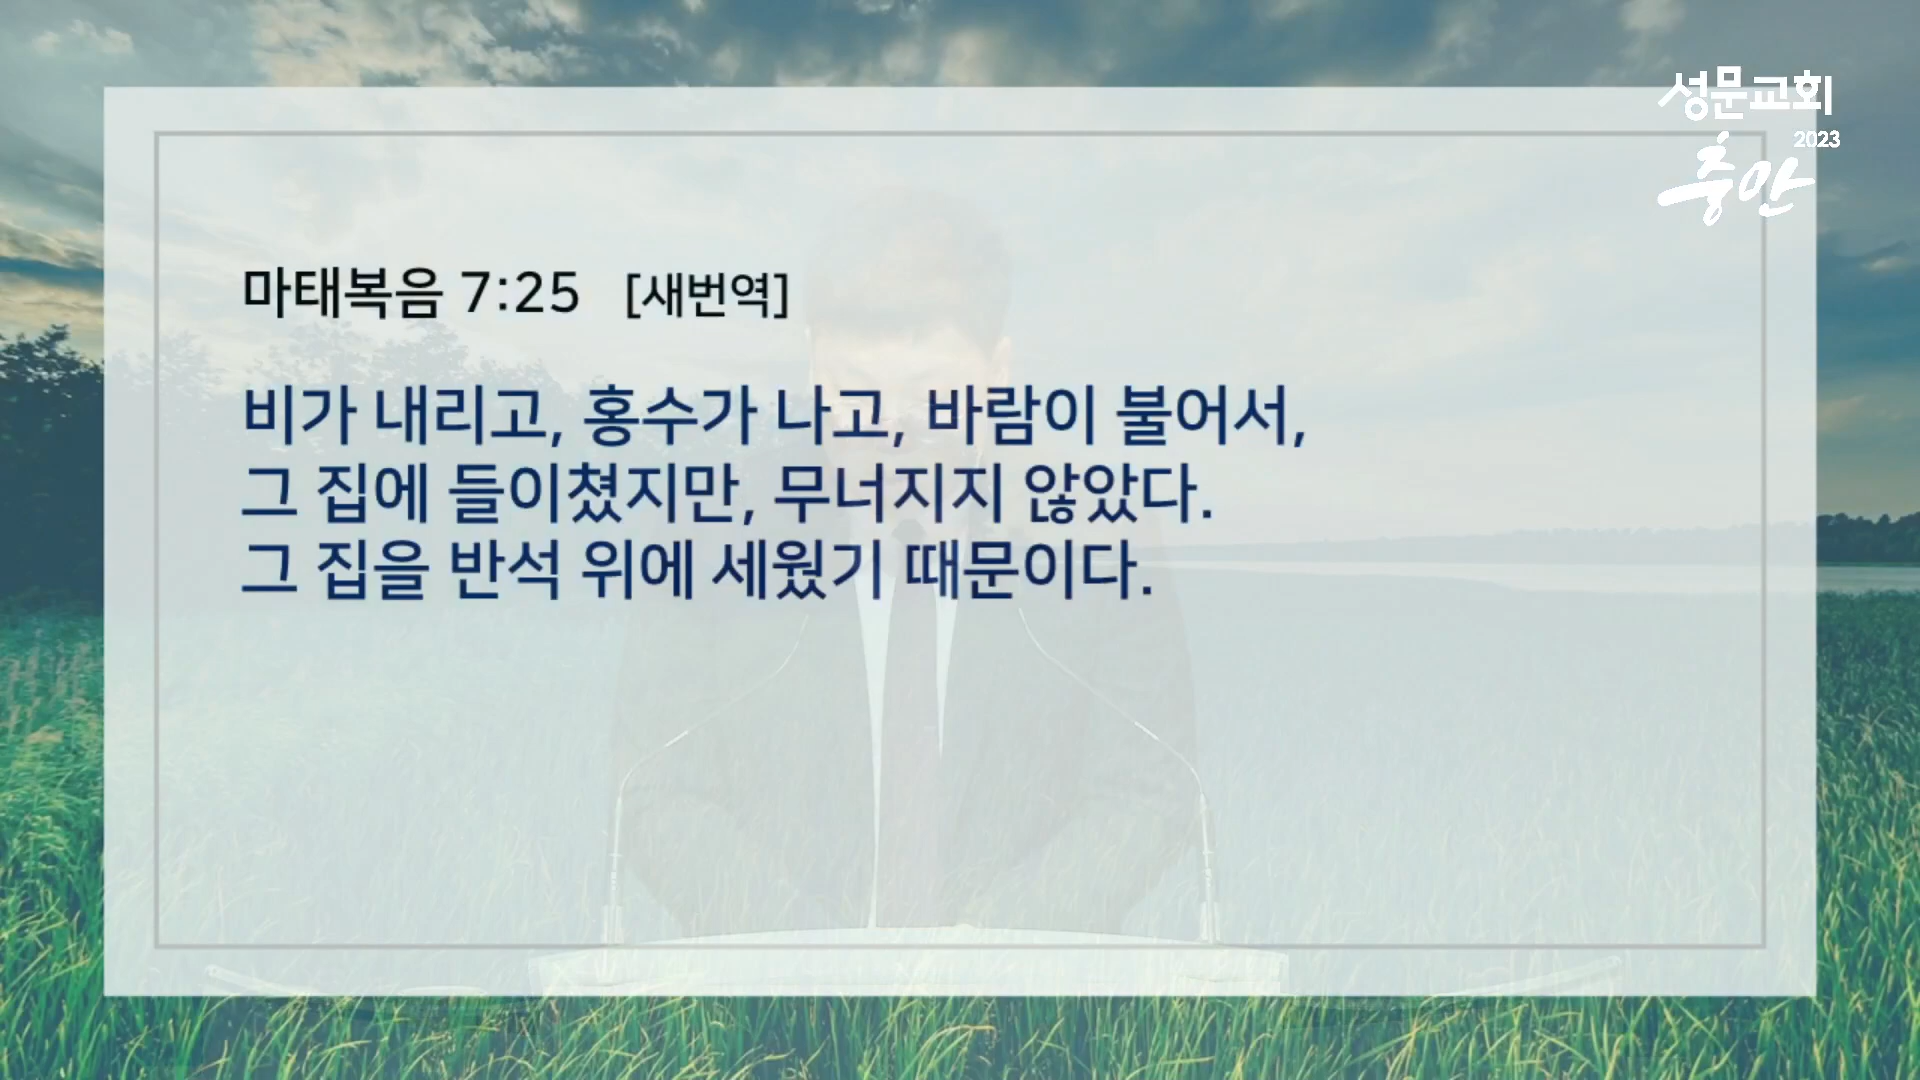 성문교회
2023
충만
마태복음 7:25 [새번역]
비가 내리고, 홍수가 나고, 바람이 불어서,
그 집에 들이쳤지만, 무너지지 않았다.
그 집을 반석 위에 세웠기 때문이다.